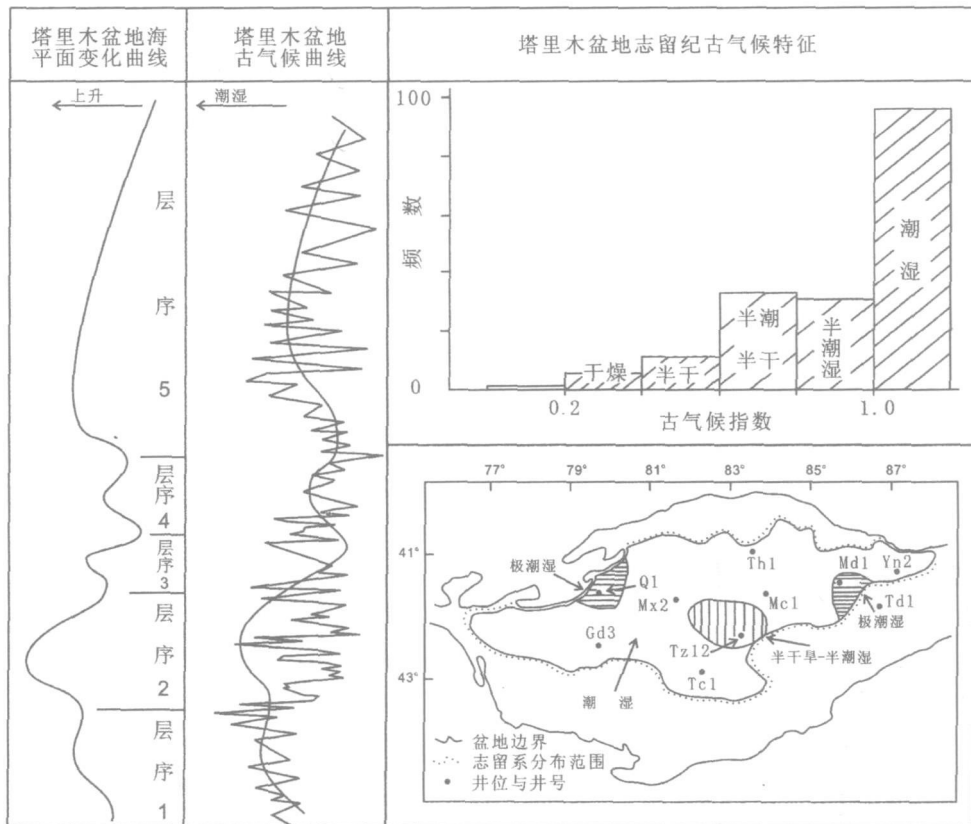 塔里木盆地海
平面变化曲线
塔里木盆地
古气候曲线
塔里木盆地志留纪古气候特征
上升
潮湿
层
序
5
层
序
4
层
序
3
层
序
2
层
序
1
100
频数
0
干燥
半干
半潮
半干
半潮湿
潮湿
0.2
1.0
古气候指数
77°
79°
81°
83°
85°
87°
41°
43°
极潮湿
Q1
Mx2
Gd3
Th1
Mc1
Tz12
Tc1
Md1
Yn2
Td1
极潮湿
半干旱-半潮湿
潮 湿
盆地边界
志留系分布范围
井位与井号